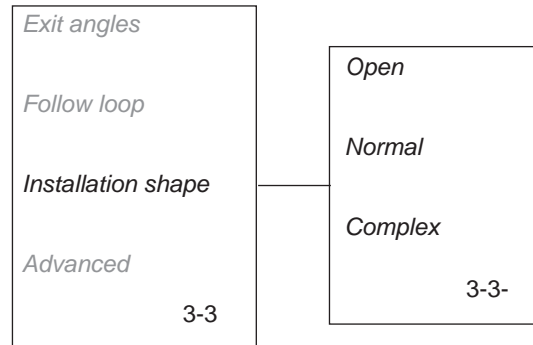 Exit angles
Follow loop
Installation shape
Advanced
3-3
Open
Normal
Complex
3-3-